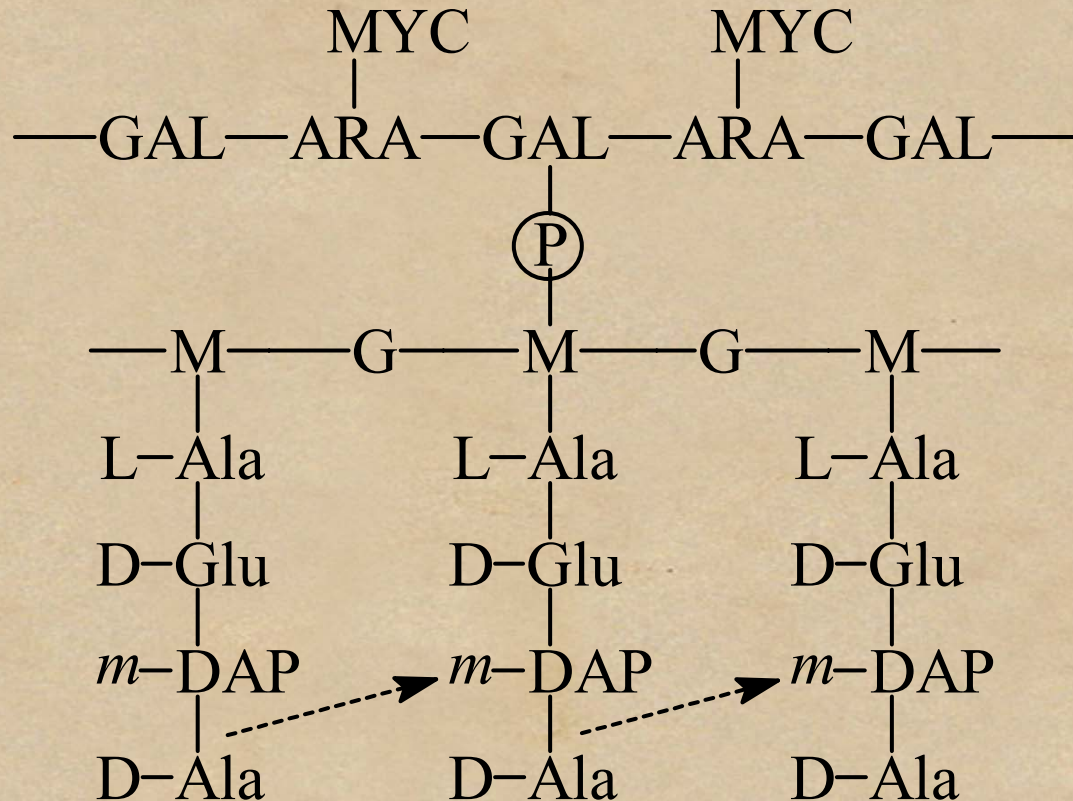 MYC MYC
GAL ARA GAL ARA GAL
P
M G M G M
L-Ala L-Ala L-Ala
D-Glu D-Glu D-Glu
m-DAP m-DAP m-DAP
D-Ala D-Ala D-Ala